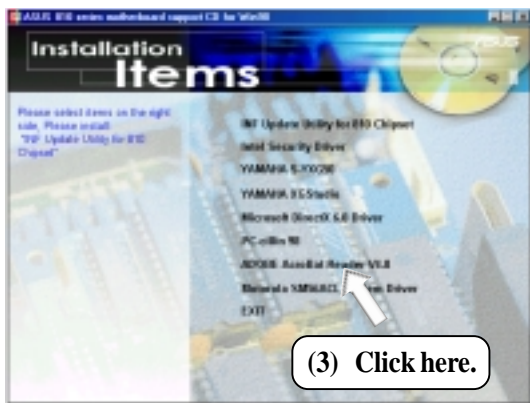 ASUS 810 series motherboard support CD for Win98
Installation
Items
ASUS
Please select items on the right
side, Please install
"INF Update Utility for 810
Chipset"
INF Update Utility for 810 Chipset
Intel Security Driver
YAMAHA
YAMAHA XGStudio
Microsoft DirectX 6.0 Driver
PC-cillin 98
ADOBE Acrobat Reader
Motorola Driver
EXIT
(3) Click here.